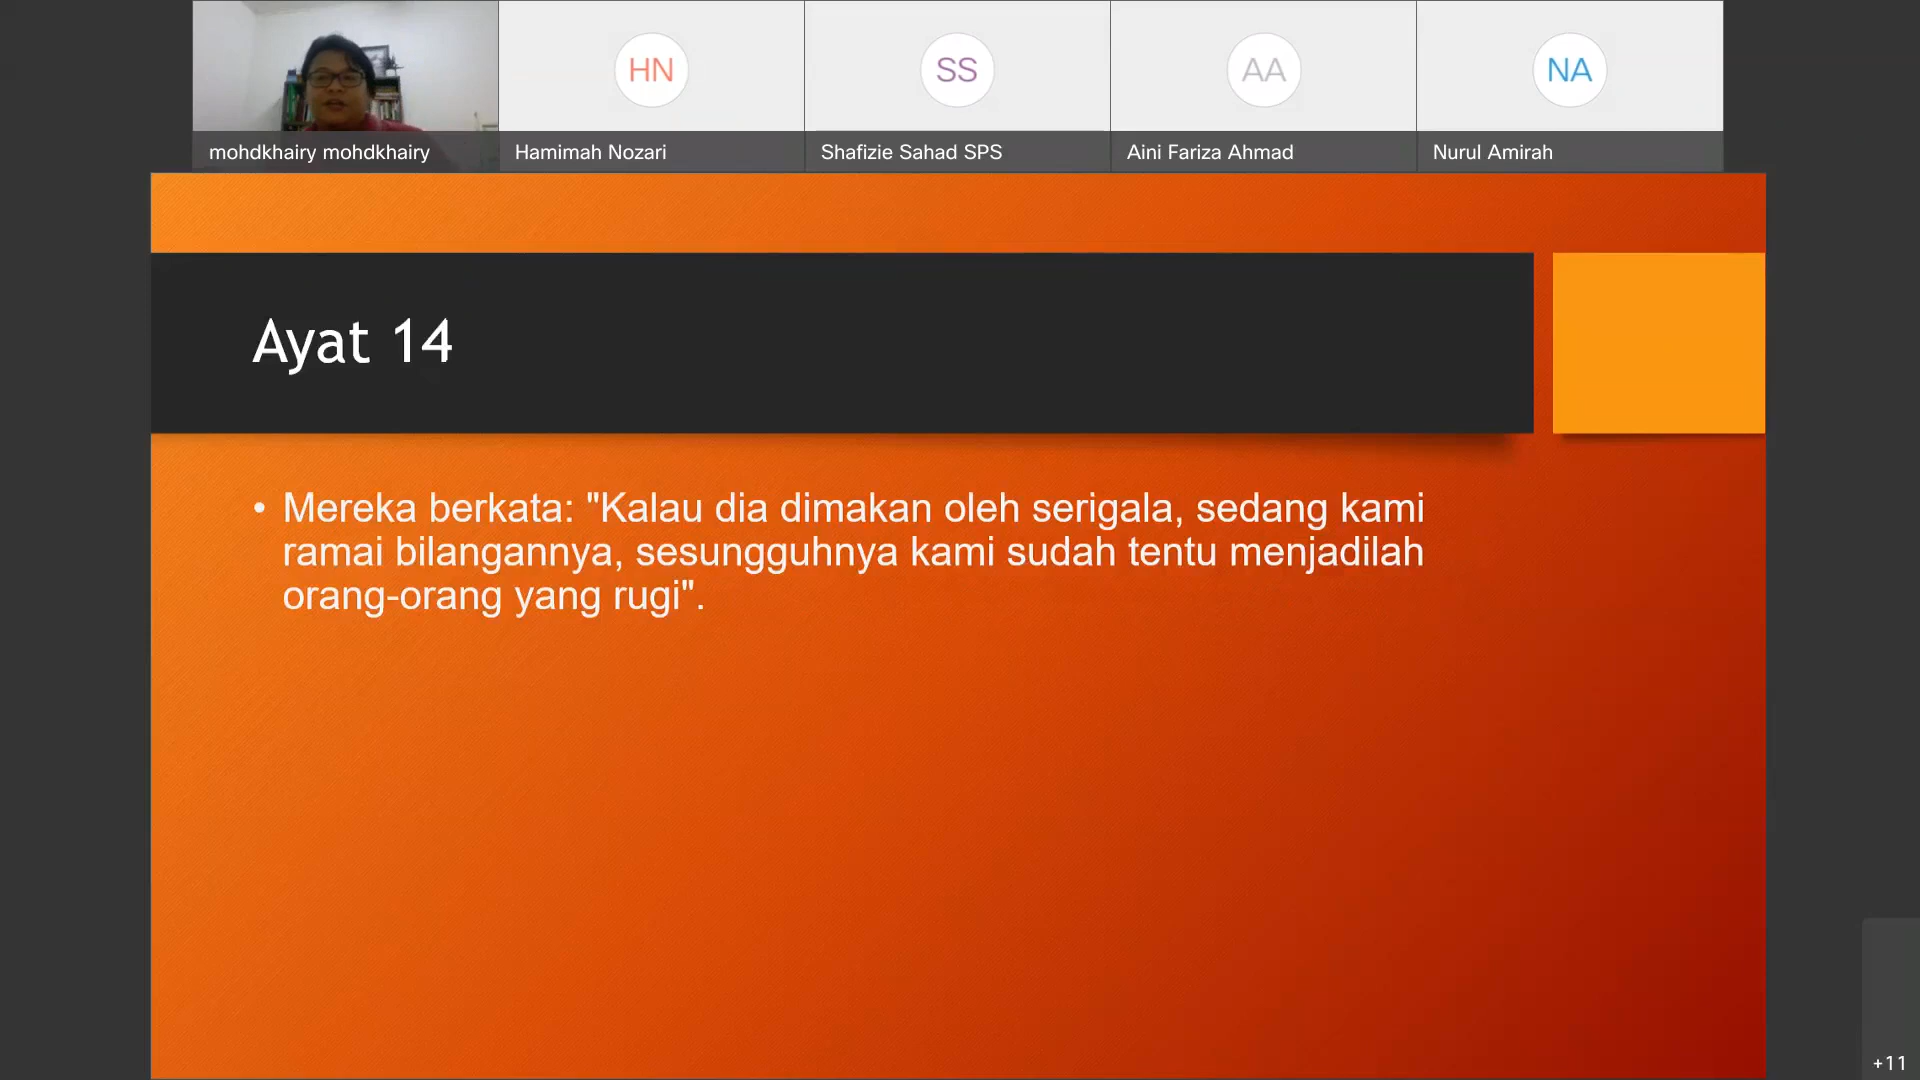 HN
SS
AA
NA
mohdkhairy mohdkhairy
Hamimah Nozari
Shafizie Sahad SPS
Aini Fariza Ahmad
Nurul Amirah
Ayat 14
• Mereka berkata: "Kalau dia dimakan oleh serigala, sedang kami
ramai bilangannya, sesungguhnya kami sudah tentu menjadilah
orang-orang yang rugi".
+11